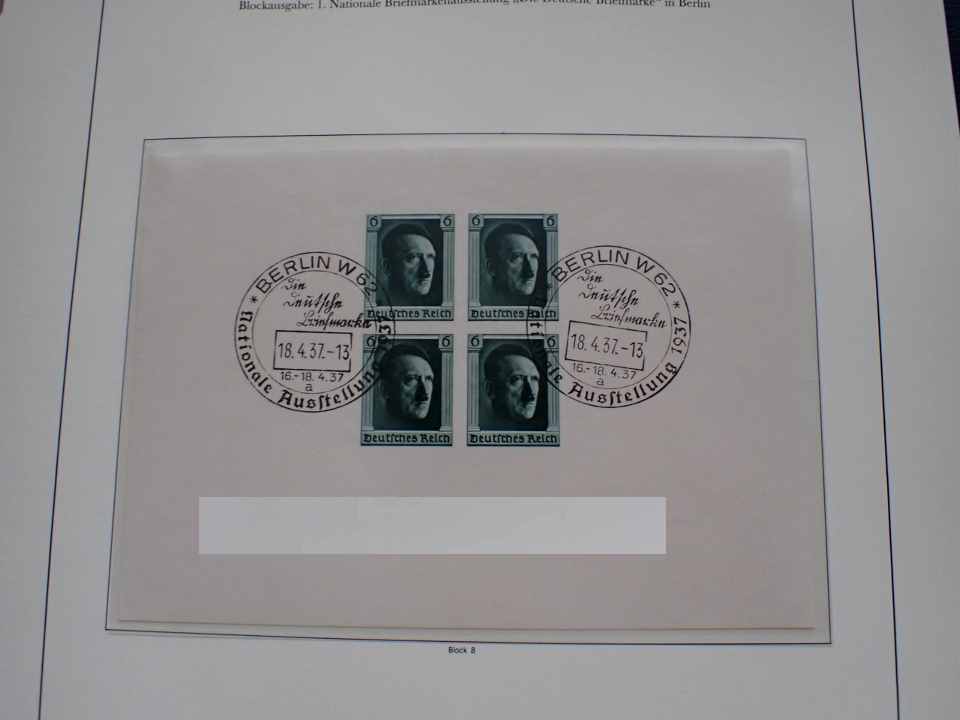 Blockausgabe: 1. Nationale Briefmarkenausstellung „Die Deutsche Briefmarke“ in Berlin
6 6
Deutsches Reich
6 6
Deutsches Reich
6 6
Deutsches Reich
6 6
Deutsches Reich
* BERLIN W 62 *
Die
Deutsche
Briefmarke
18.4.37.-13
16.-18.4.37
a
Nationale Ausstellung 1937
* BERLIN W 62 *
Die
Deutsche
Briefmarke
18.4.37.-13
16.-18.4.37
a
Nationale Ausstellung 1937
Block 8